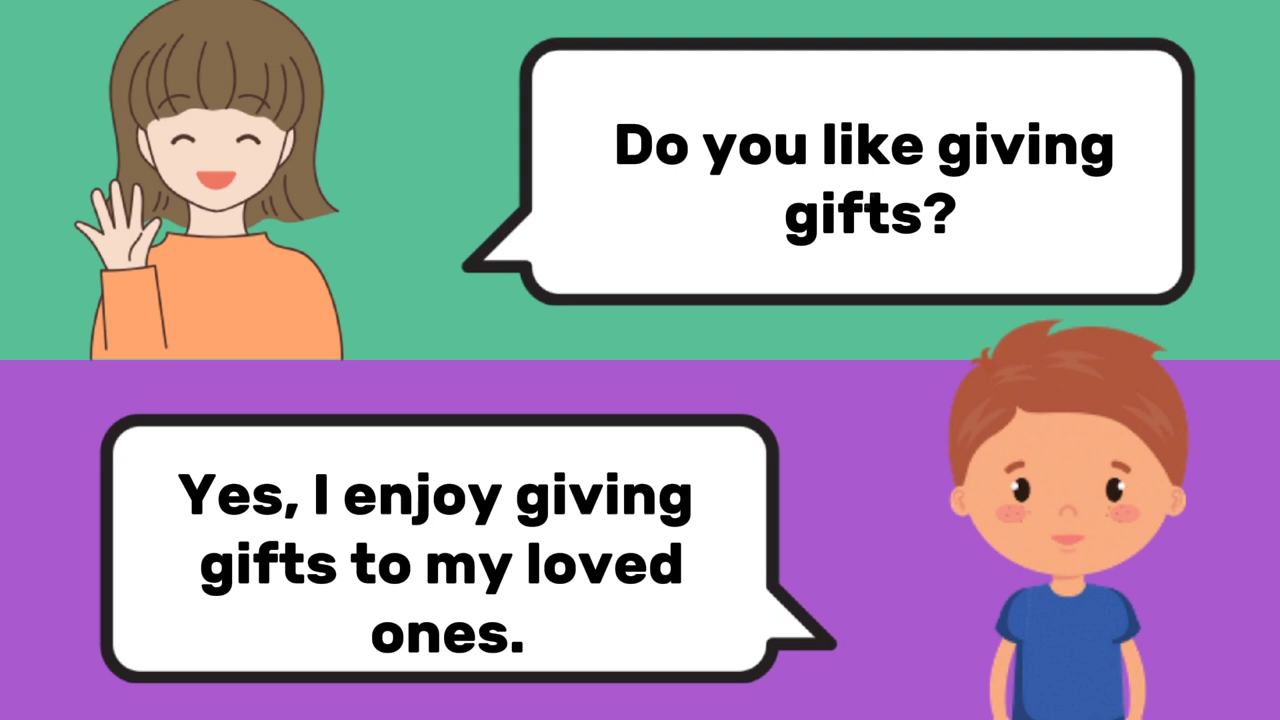 Do you like giving
gifts?
Yes, I enjoy giving
gifts to my loved
ones.